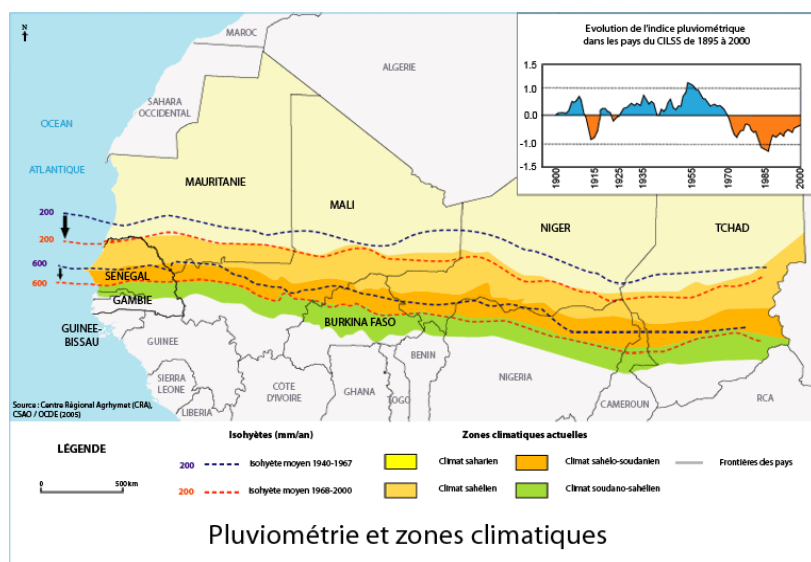 N
MAROC
ALGERIE
SAHARA
OCCIDENTAL
OCEAN
ATLANTIQUE
MAURITANIE
MALI
NIGER
TCHAD
200
200
600
600
SENEGAL
GAMBIE
GUINEE-
BISSAU
GUINEE
SIERRA
LEONE
LIBERIA
CÔTE
D'IVOIRE
BURKINA FASO
GHANA
TOGO
BENIN
NIGERIA
CAMEROUN
RCA
Evolution de l'indice pluviométrique
dans les pays du CILSS de 1895 à 2000
1.5
1.0
0.0
-1.0
-1.5
1900
1915
1925
1935
1955
1970
1985
2000
Source : Centre Régional Agrhymet (CRA),
CSAO / OCDE (2005)
LÉGENDE
0 500km
Isohyètes (mm/an)
200 Isohyète moyen 1940-1967
200 Isohyète moyen 1968-2000
Zones climatiques actuelles
Climat saharien
Climat sahélien
Climat sahélo-soudanien
Climat soudano-sahélien
Frontières des pays
Pluviométrie et zones climatiques